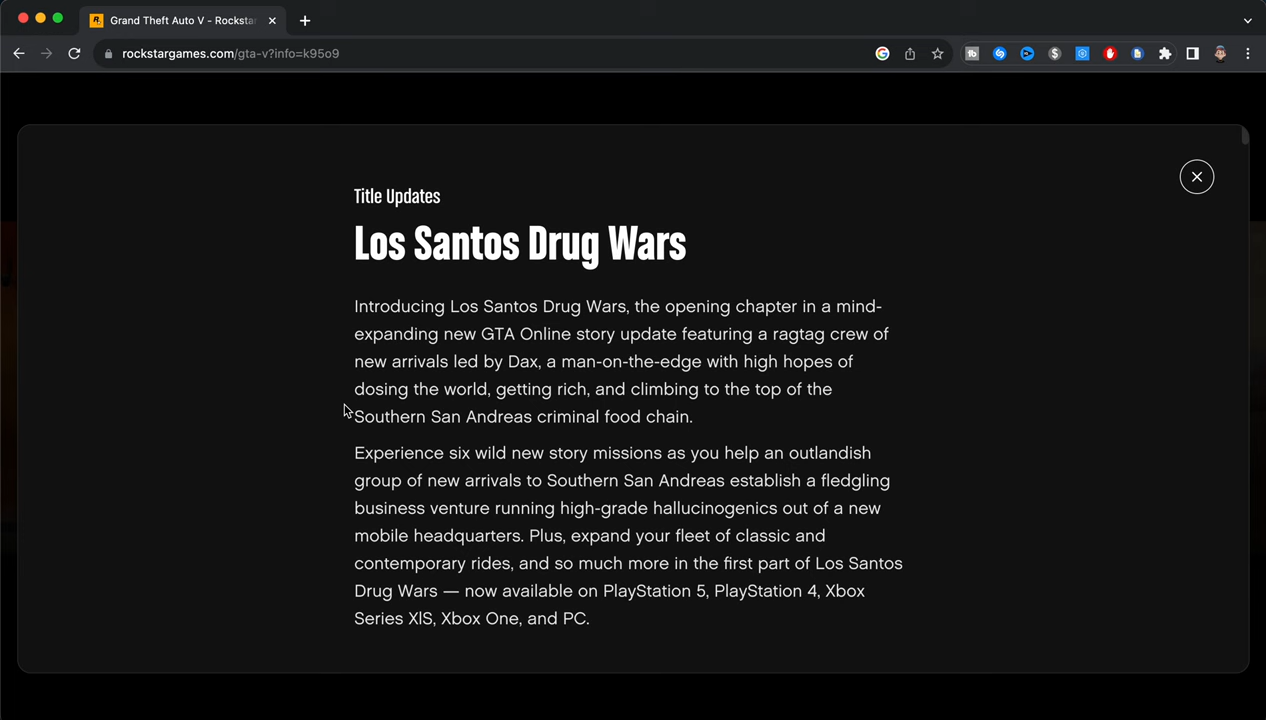 Grand Theft Auto V - Rocksta
rockstargames.com/gta-v?info=k95o9
Title Updates
Los Santos Drug Wars
Introducing Los Santos Drug Wars, the opening chapter in a mind-
expanding new GTA Online story update featuring a ragtag crew of
new arrivals led by Dax, a man-on-the-edge with high hopes of
dosing the world, getting rich, and climbing to the top of the
Southern San Andreas criminal food chain.
Experience six wild new story missions as you help an outlandish
group of new arrivals to Southern San Andreas establish a fledgling
business venture running high-grade hallucinogenics out of a new
mobile headquarters. Plus, expand your fleet of classic and
contemporary rides, and so much more in the first part of Los Santos
Drug Wars — now available on PlayStation 5, PlayStation 4, Xbox
Series X|S, Xbox One, and PC.